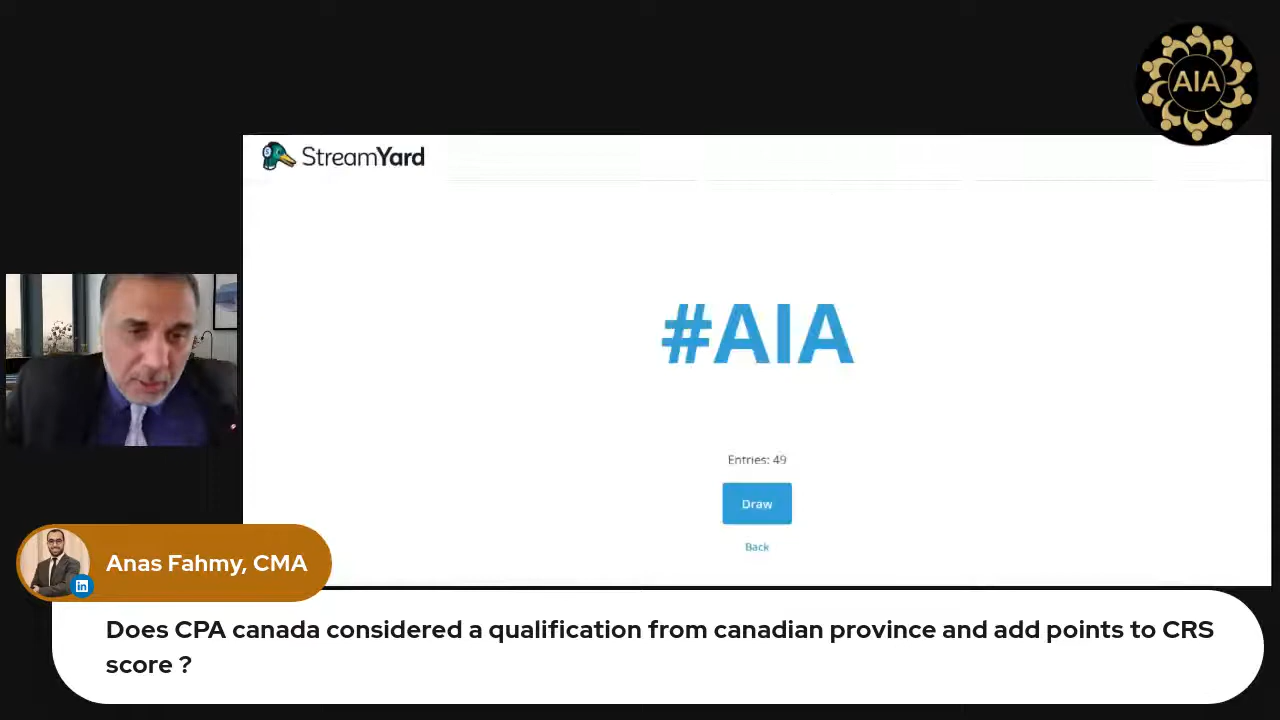 AIA
StreamYard
#AIA
Entries: 49
Draw
Back
Anas Fahmy, CMA
in
Does CPA canada considered a qualification from canadian province and add points to CRS
score ?